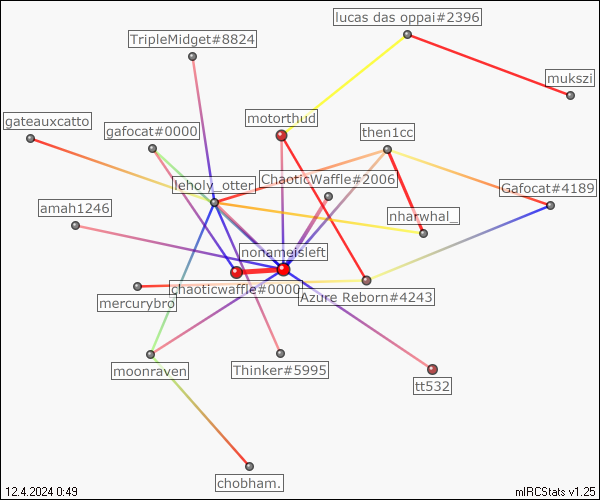 lucas das oppai#2396
TripleMidget#8824
mukszi
gateauxcatto
gafocat#0000
motorthud
then1cc
leholy_otter
ChaoticWaffle#2006
Gafocat#4189
amah1246
nharwhal_
nonameisleft
chaoticwaffle#0000
Azure Reborn#4243
mercurybro
moonraven
Thinker#5995
tt532
chobham.
12.4.2024 0:49
mIRCStats v1.25